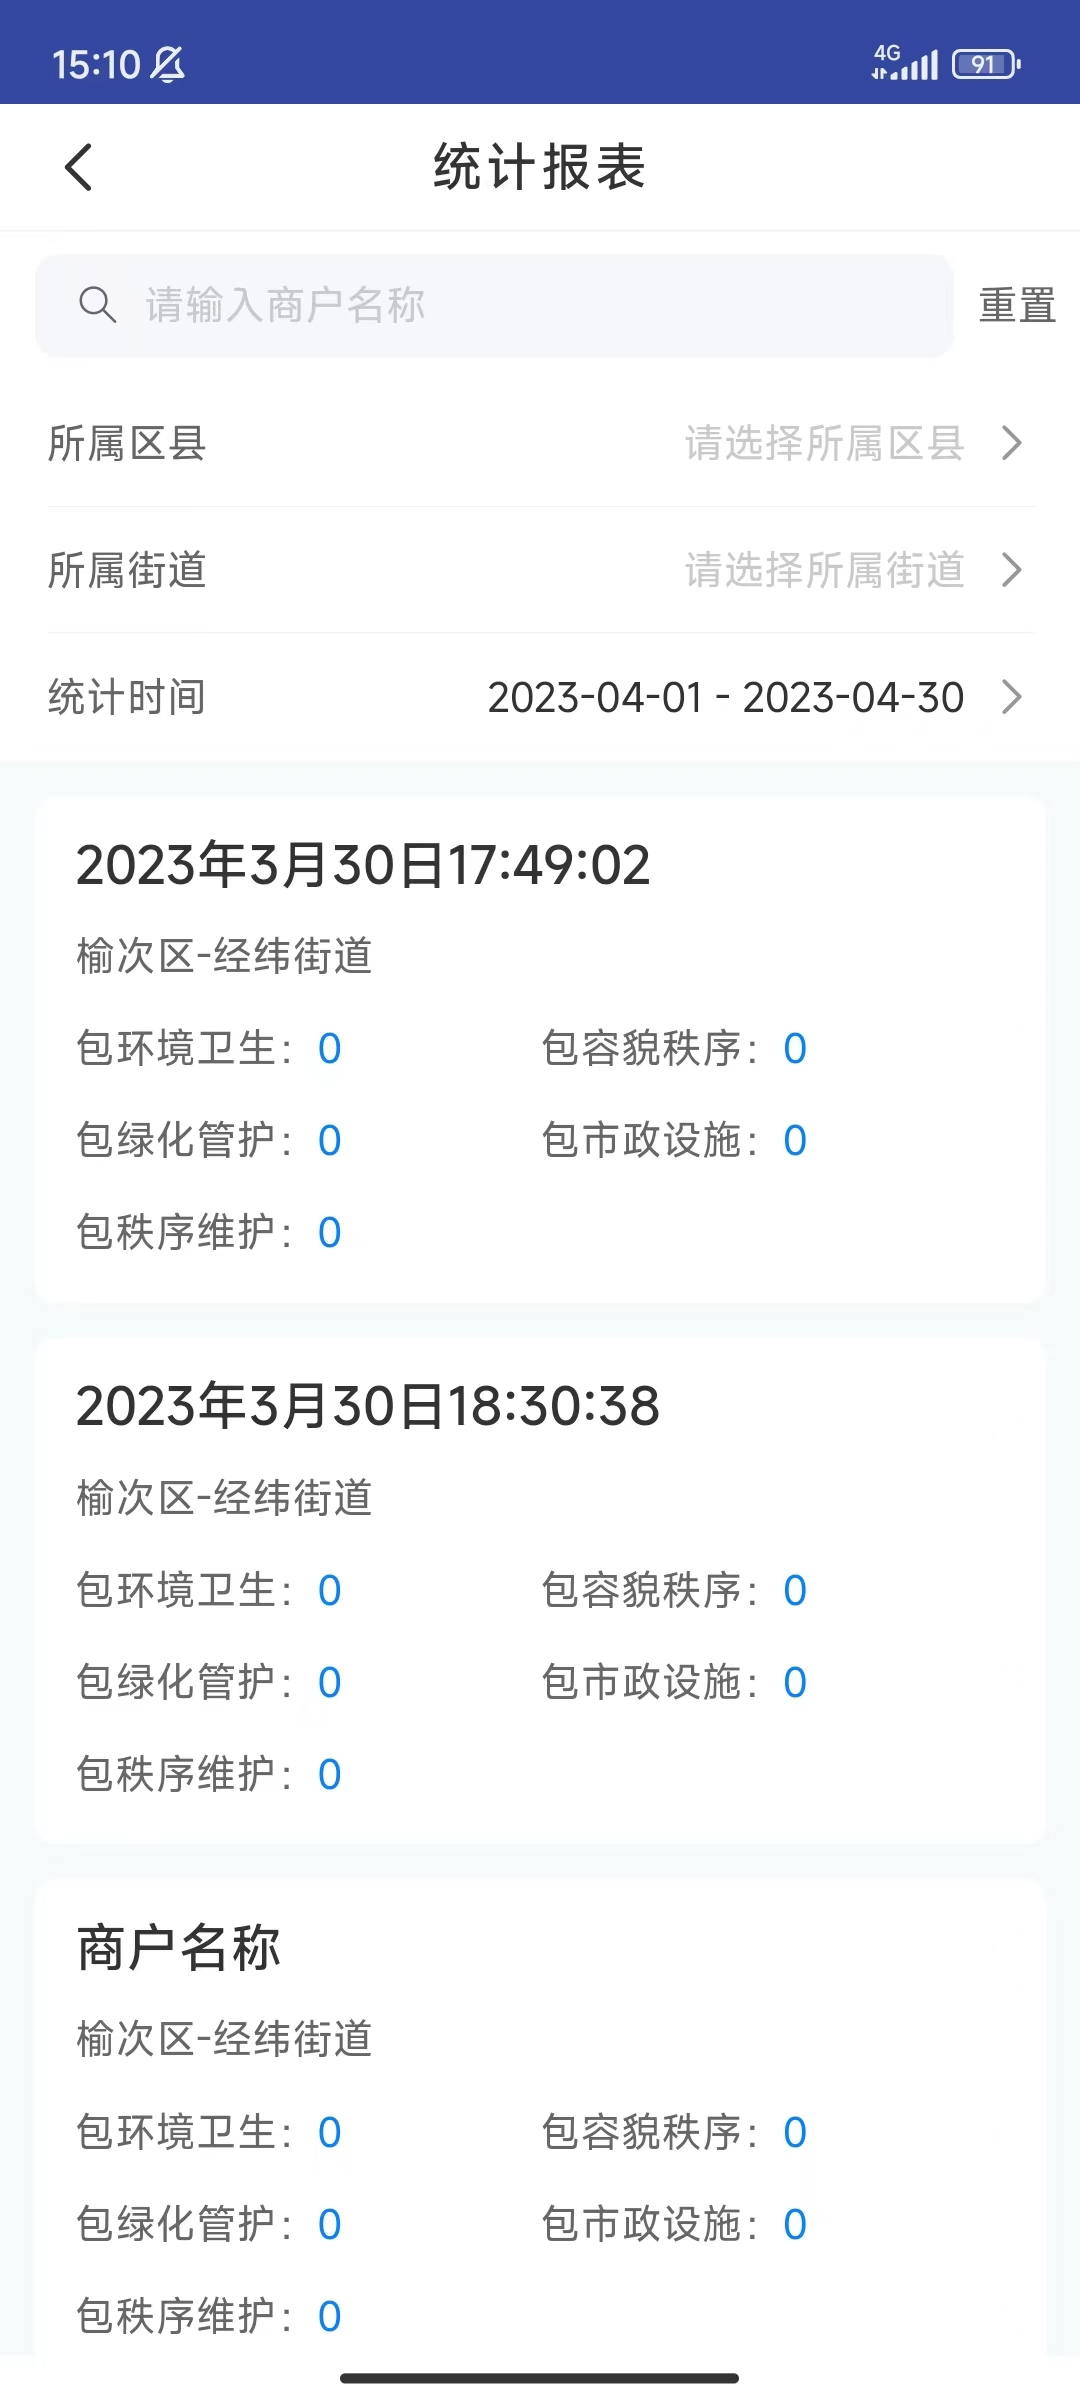 15:10 4G 91
统计报表
请输入商户名称 重置
所属区县 请选择所属区县
所属街道 请选择所属街道
统计时间 2023-04-01 - 2023-04-30
2023年3月30日17:49:02
榆次区-经纬街道
包环境卫生: 0 包容貌秩序: 0
包绿化管护: 0 包市政设施: 0
包秩序维护: 0
2023年3月30日18:30:38
榆次区-经纬街道
包环境卫生: 0 包容貌秩序: 0
包绿化管护: 0 包市政设施: 0
包秩序维护: 0
商户名称
榆次区-经纬街道
包环境卫生: 0 包容貌秩序: 0
包绿化管护: 0 包市政设施: 0
包秩序维护: 0